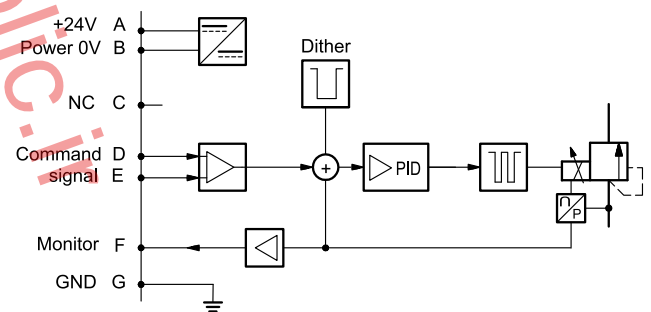 +24V A
Power 0V B
Dither
NC C
Command D
signal E
+
PID
P
Monitor F
GND G